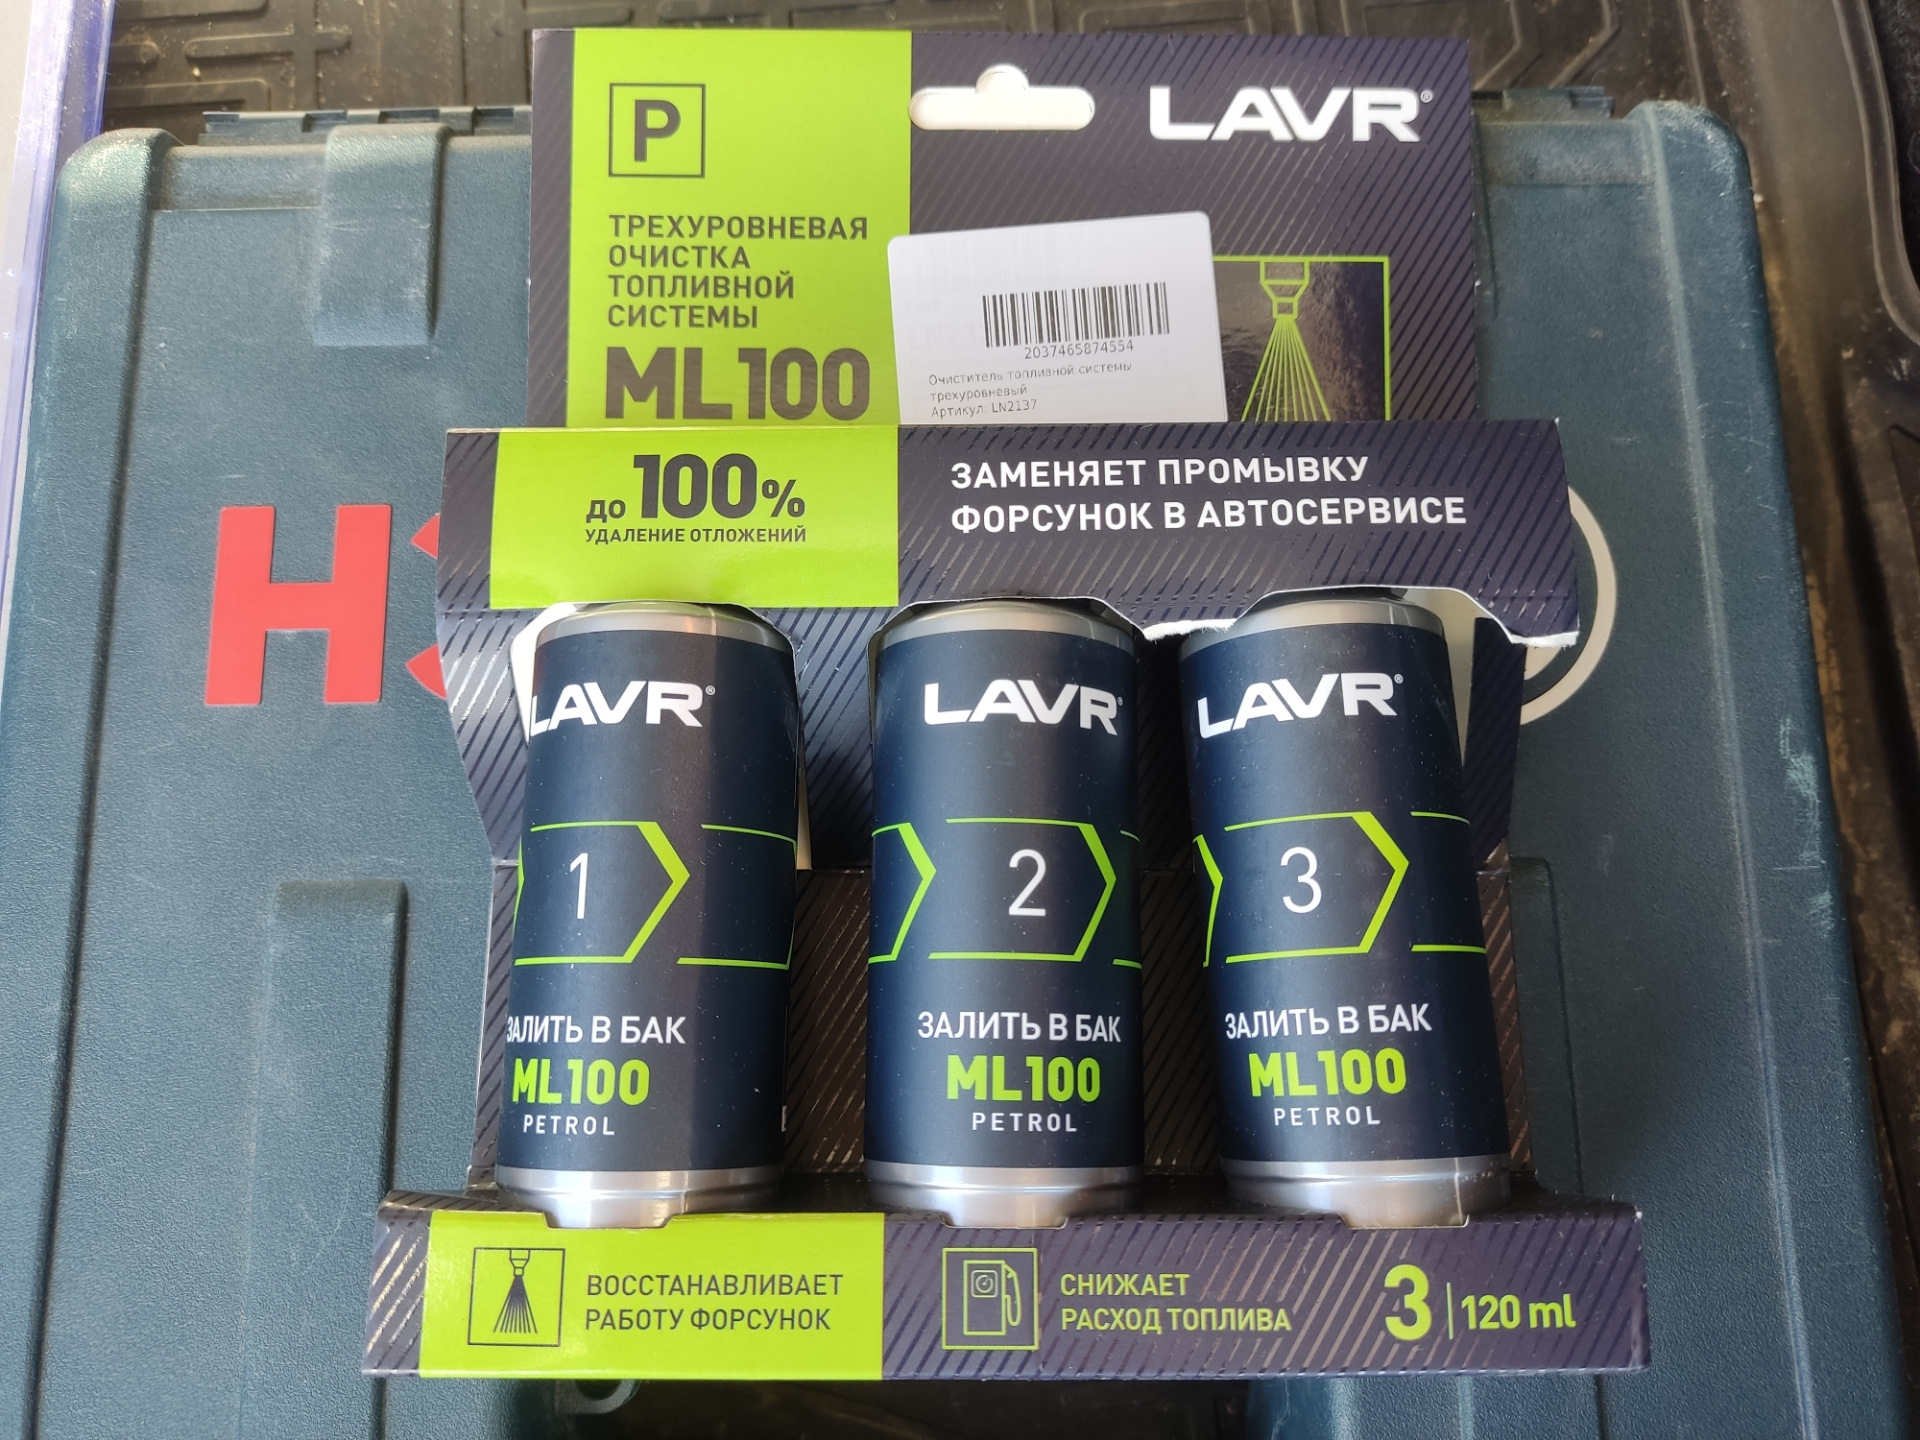 P
LAVR®
ТРЕХУРОВНЕВАЯ
ОЧИСТКА
ТОПЛИВНОЙ
СИСТЕМЫ
ML100
2037465874554
Очиститель топливной системы
трехуровневый
Артикул: LN2137
до 100%
УДАЛЕНИЕ ОТЛОЖЕНИЙ
ЗАМЕНЯЕТ ПРОМЫВКУ
ФОРСУНОК В АВТОСЕРВИСЕ
H
LAVR®
1
ЗАЛИТЬ В БАК
ML100
PETROL
LAVR®
2
ЗАЛИТЬ В БАК
ML100
PETROL
LAVR®
3
ЗАЛИТЬ В БАК
ML100
PETROL
ВОССТАНАВЛИВАЕТ
РАБОТУ ФОРСУНОК
СНИЖАЕТ
РАСХОД ТОПЛИВА
3 | 120 ml